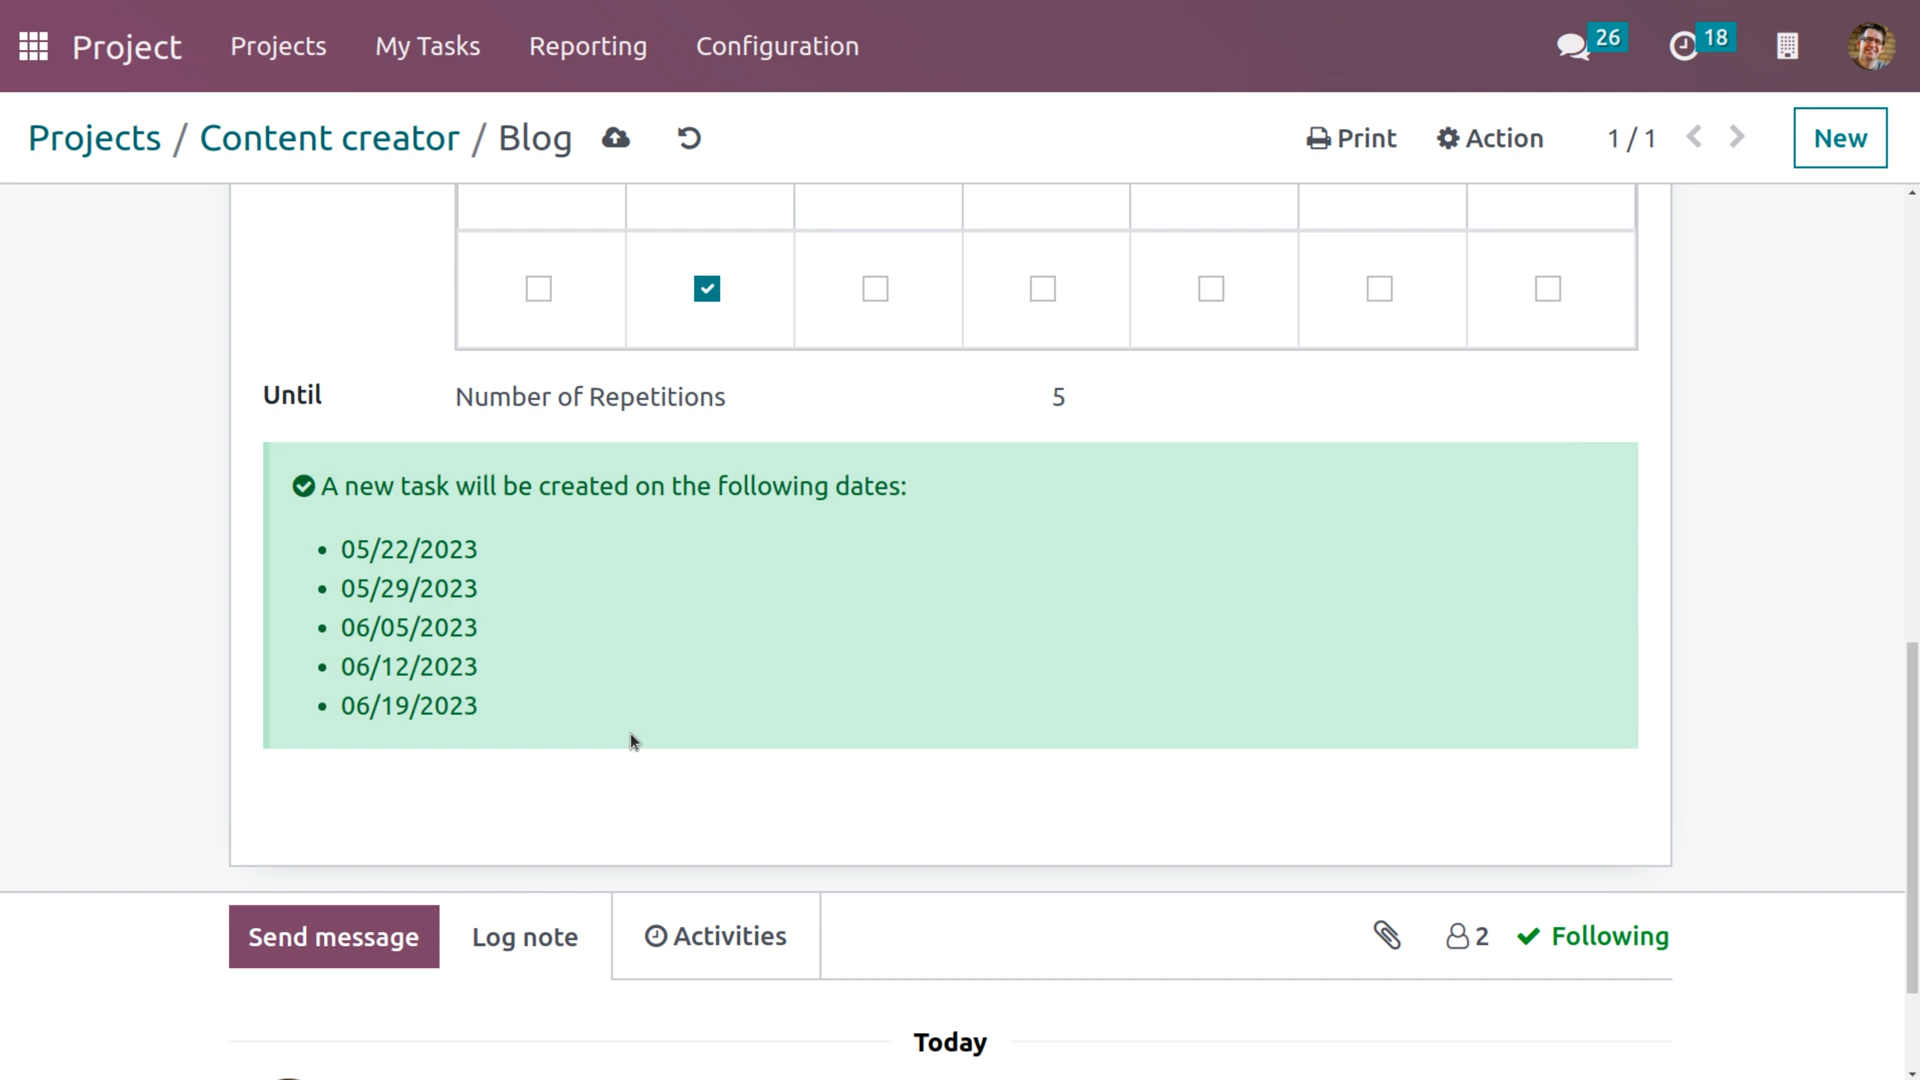 Project Projects My Tasks Reporting Configuration 26 18
Projects / Content creator / Blog Print Action 1 / 1 New
Until Number of Repetitions 5
A new task will be created on the following dates:
• 05/22/2023
• 05/29/2023
• 06/05/2023
• 06/12/2023
• 06/19/2023
Send message Log note Activities 2 Following
Today